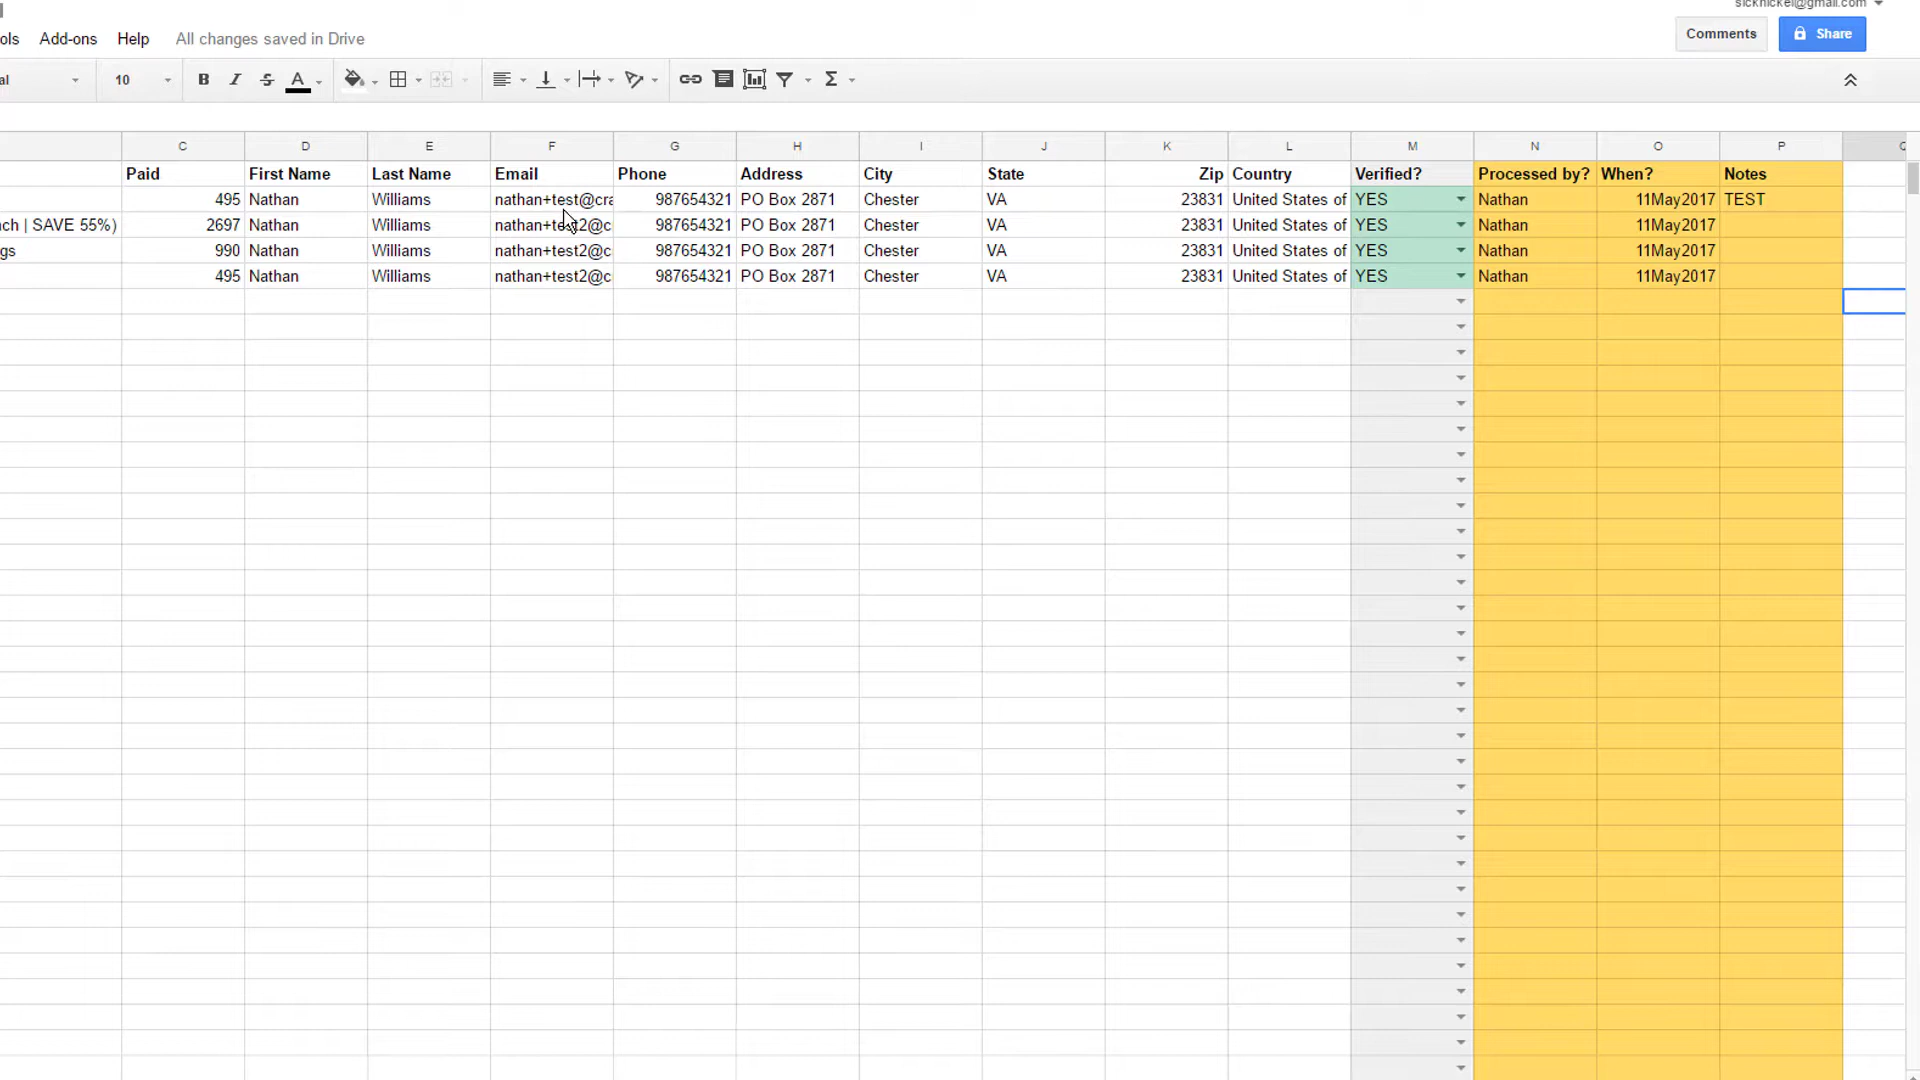 sicknickel@gmail.com
Add-ons Help All changes saved in Drive Comments Share
10 B I S A Σ
C D E F G H I J K L M N O P
Paid First Name Last Name Email Phone Address City State Zip Country Verified? Processed by? When? Notes
495 Nathan Williams nathan+test@cra 987654321 PO Box 2871 Chester VA 23831 United States of YES Nathan 11May2017 TEST
| SAVE 55%) 2697 Nathan Williams nathan+test2@c 987654321 PO Box 2871 Chester VA 23831 United States of YES Nathan 11May2017
990 Nathan Williams nathan+test2@c 987654321 PO Box 2871 Chester VA 23831 United States of YES Nathan 11May2017
495 Nathan Williams nathan+test2@c 987654321 PO Box 2871 Chester VA 23831 United States of YES Nathan 11May2017